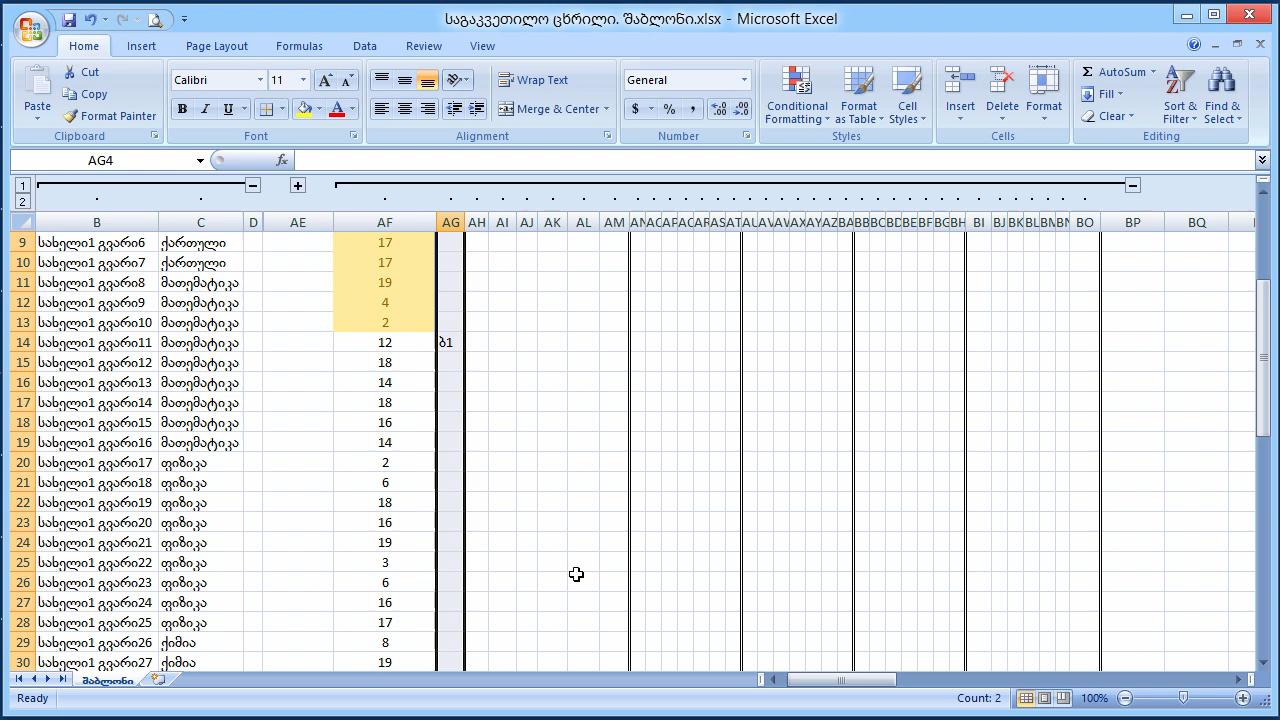 საგაკვეთილო ცხრილი. შაბლონი.xlsx - Microsoft Excel
Home Insert Page Layout Formulas Data Review View
Paste Cut Copy Format Painter Clipboard
Calibri 11 A A B I U A Font
Wrap Text Merge & Center Alignment
General $ % , .0 .00 .00 .0 Number
Conditional Formatting Format as Table Cell Styles Styles
Insert Delete Format Cells
Σ AutoSum Fill Clear Sort & Filter Find & Select Editing
AG4 fx
1
2
B C D AE AF AG AH AI AJ AK AL AM BI BP BQ
9 სახელი1 გვარი6 ქართული 17
10 სახელი1 გვარი7 ქართული 17
11 სახელი1 გვარი8 მათემატიკა 19
12 სახელი1 გვარი9 მათემატიკა 4
13 სახელი1 გვარი10 მათემატიკა 2
14 სახელი1 გვარი11 მათემატიკა 12 ბ1
15 სახელი1 გვარი12 მათემატიკა 18
16 სახელი1 გვარი13 მათემატიკა 14
17 სახელი1 გვარი14 მათემატიკა 18
18 სახელი1 გვარი15 მათემატიკა 16
19 სახელი1 გვარი16 მათემატიკა 14
20 სახელი1 გვარი17 ფიზიკა 2
21 სახელი1 გვარი18 ფიზიკა 6
22 სახელი1 გვარი19 ფიზიკა 18
23 სახელი1 გვარი20 ფიზიკა 16
24 სახელი1 გვარი21 ფიზიკა 19
25 სახელი1 გვარი22 ფიზიკა 3
26 სახელი1 გვარი23 ფიზიკა 6
27 სახელი1 გვარი24 ფიზიკა 16
28 სახელი1 გვარი25 ფიზიკა 17
29 სახელი1 გვარი26 ქიმია 8
30 სახელი1 გვარი27 ქიმია 19
შაბლონი
Ready Count: 2 100%